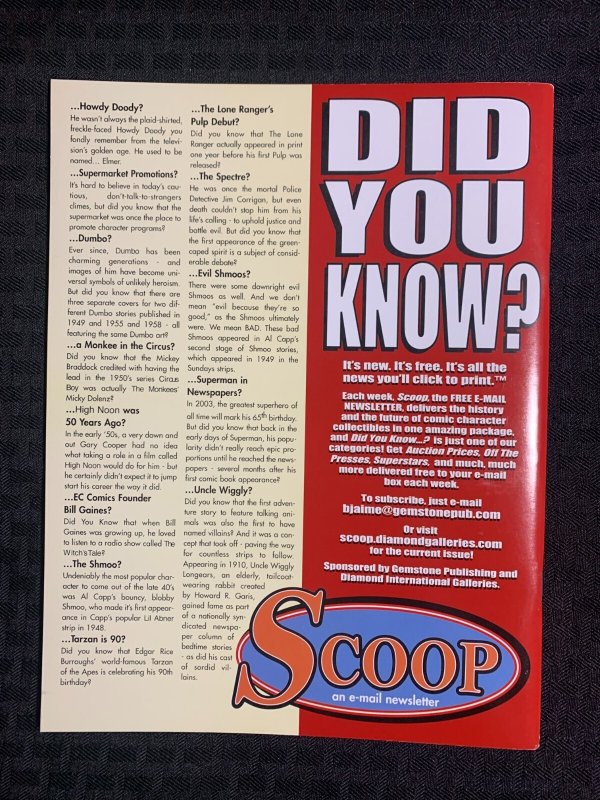 ...Howdy Doody?
He wasn't always the plaid-shirted,
freckle-faced Howdy Doody you
fondly remember from the televi-
sion's golden age. He used to be
named... Elmer.
...Supermarket Promotions?
It's hard to believe in today's cau-
tious, don't-talk-to-strangers
climes, but did you know that the
supermarket was once the place to
promote character programs?
...Dumbo?
Ever since, Dumbo has been
charming generations - and
images of him have become uni-
versal symbols of unlikely heroism.
But did you know that there are
three separate covers for two dif-
ferent Dumbo stories published in
1949 and 1955 and 1958 - all
featuring the same Dumbo art?
...a Monkee in the Circus?
Did you know that the Mickey
Braddock credited with having the
lead in the 1950's series Circus
Boy was actually The Monkees'
Micky Dolenz?
...High Noon was
50 Years Ago?
In the early '50s, a very down and
out Gary Cooper had no idea
what taking a role in a film called
High Noon would do for him - but
he certainly didn't expect it to jump
start his career the way it did.
...EC Comics Founder
Bill Gaines?
Did You Know that when Bill
Gaines was growing up, he loved
to listen to a radio show called The
Witch'sTale?
...The Shmoo?
Undeniably the most popular char-
acter to come out of the late 40's
was Al Capp's bouncy, blobby
Shmoo, who made it's first appear-
ance in Capp's popular Lil Abner
strip in 1948.
...Tarzan is 90?
Did you know that Edgar Rice
Burroughs' world-famous Tarzan
of the Apes is celebrating his 90th
birthday?
...The Lone Ranger's
Pulp Debut?
Did you know that The Lone
Ranger actually appeared in print
one year before his first Pulp was
released?
...The Spectre?
He was once the mortal Police
Detective Jim Corrigan, but even
death couldn't stop him from his
life's calling - to uphold justice and
battle evil. But did you know that
the first appearance of the green-
caped spirit is a subject of consid-
erable debate?
...Evil Shmoos?
There were some downright evil
Shmoos as well. And we don't
mean "evil because they're so
good," as the Shmoos ultimately
were. We mean BAD. These bad
Shmoos appeared in Al Capp's
second stage of Shmoo stories,
which appeared in 1949 in the
Sundays strips.
...Superman in
Newspapers?
In 2003, the greatest superhero of
all time will mark his 65th birthday.
But did you know that back in the
early days of Superman, his popu-
larity didn't really reach epic pro-
portions until he reached the news-
papers - several months after his
first comic book appearance?
...Uncle Wiggly?
Did you know that the first adven-
ture story to feature talking ani-
mals was also the first to have
named villains? And it was a con-
cept that took off - paving the way
for countless strips to follow
Appearing in 1910, Uncle Wiggly
Longears, an elderly, tailcoat-
wearing rabbit created
by Howard R. Garis,
gained fame as part
of a nationally syn-
dicated newspa-
per column of
bedtime stories
- as did his cast
of sordid vil-
lains.
DID
YOU
KNOW?
It's new. It's free. It's all the
news you'll click to print.™
Each week, Scoop, the FREE E-MAIL
NEWSLETTER, delivers the history
and the future of comic character
collectibles in one amazing package,
and Did You Know...? is just one of our
categories! Get Auction Prices, Off The
Presses, Superstars, and much, much
more delivered free to your e-mail
box each week.
To subscribe, just e-mail
bjaime@gemstonepub.com
Or visit
scoop.diamondgalleries.com
for the current issue!
Sponsored by Gemstone Publishing and
Diamond International Galleries.
SCOOP
an e-mail newsletter